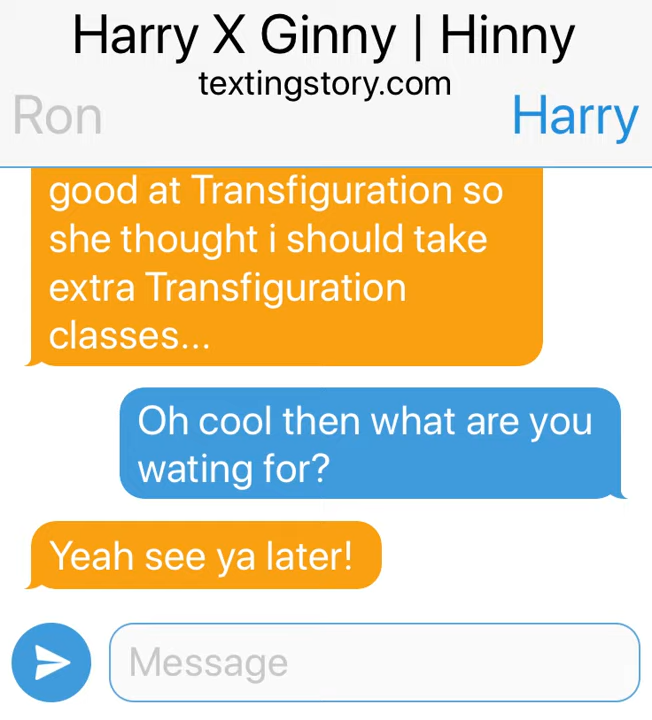 Harry X Ginny | Hinny
textingstory.com
Ron
Harry
good at Transfiguration so
she thought i should take
extra Transfiguration
classes...
Oh cool then what are you
wating for?
Yeah see ya later!
Message